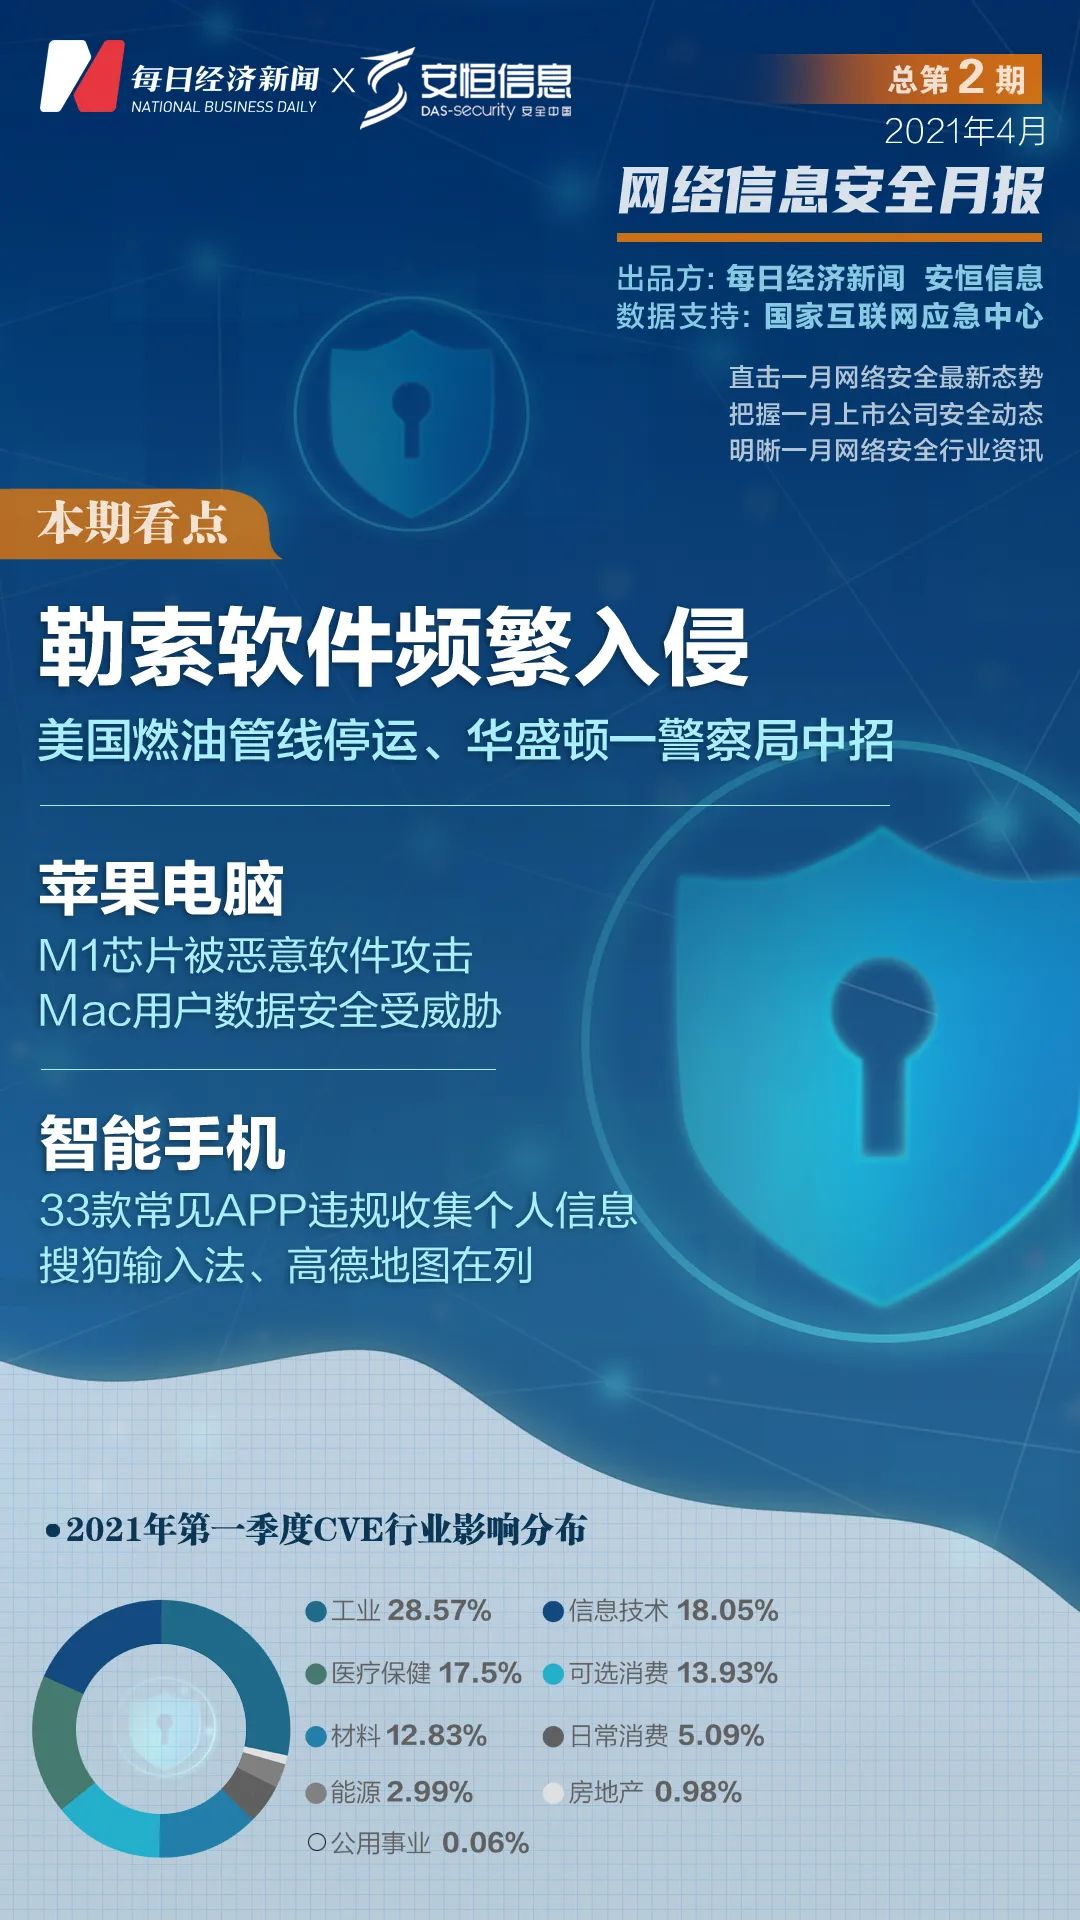 每日经济新闻 X 安恒信息
NATIONAL BUSINESS DAILY DAS-security 安全中国
总第2期
2021年4月
网络信息安全月报
出品方: 每日经济新闻 安恒信息
数据支持: 国家互联网应急中心
直击一月网络安全最新态势
把握一月上市公司安全动态
明晰一月网络安全行业资讯
本期看点
勒索软件频繁入侵
美国燃油管线停运、华盛顿一警察局中招
苹果电脑
M1芯片被恶意软件攻击
Mac用户数据安全受威胁
智能手机
33款常见APP违规收集个人信息
搜狗输入法、高德地图在列
•2021年第一季度CVE行业影响分布
工业 28.57% 信息技术 18.05%
医疗保健 17.5% 可选消费 13.93%
材料 12.83% 日常消费 5.09%
能源 2.99% 房地产 0.98%
公用事业 0.06%